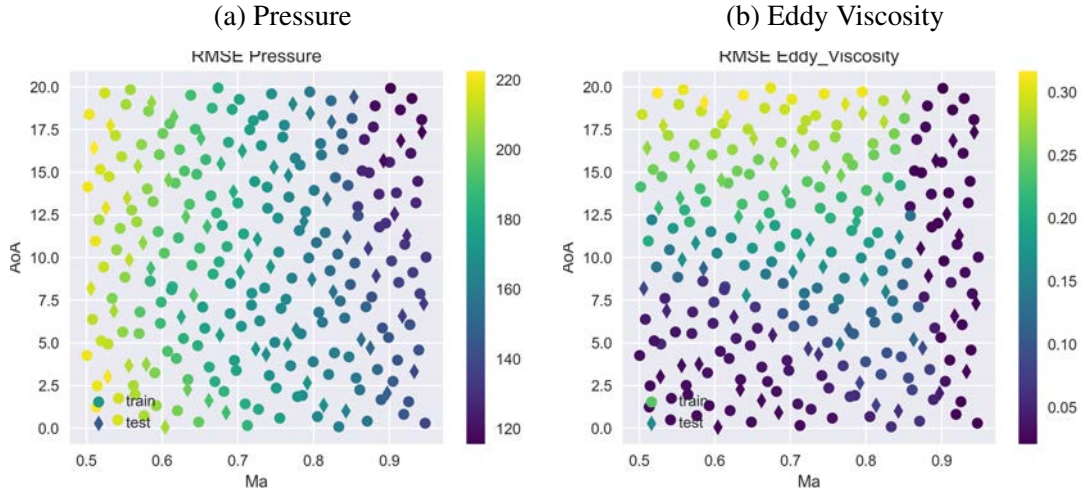 (a) Pressure
(b) Eddy Viscosity
RMSE Pressure
20.0
17.5
15.0
12.5
10.0
7.5
5.0
2.5
0.0
AoA
train
test
0.5 0.6 0.7 0.8 0.9
Ma
220
200
180
160
140
120
RMSE Eddy_Viscosity
20.0
17.5
15.0
12.5
10.0
7.5
5.0
2.5
0.0
AoA
train
test
0.5 0.6 0.7 0.8 0.9
Ma
0.30
0.25
0.20
0.15
0.10
0.05